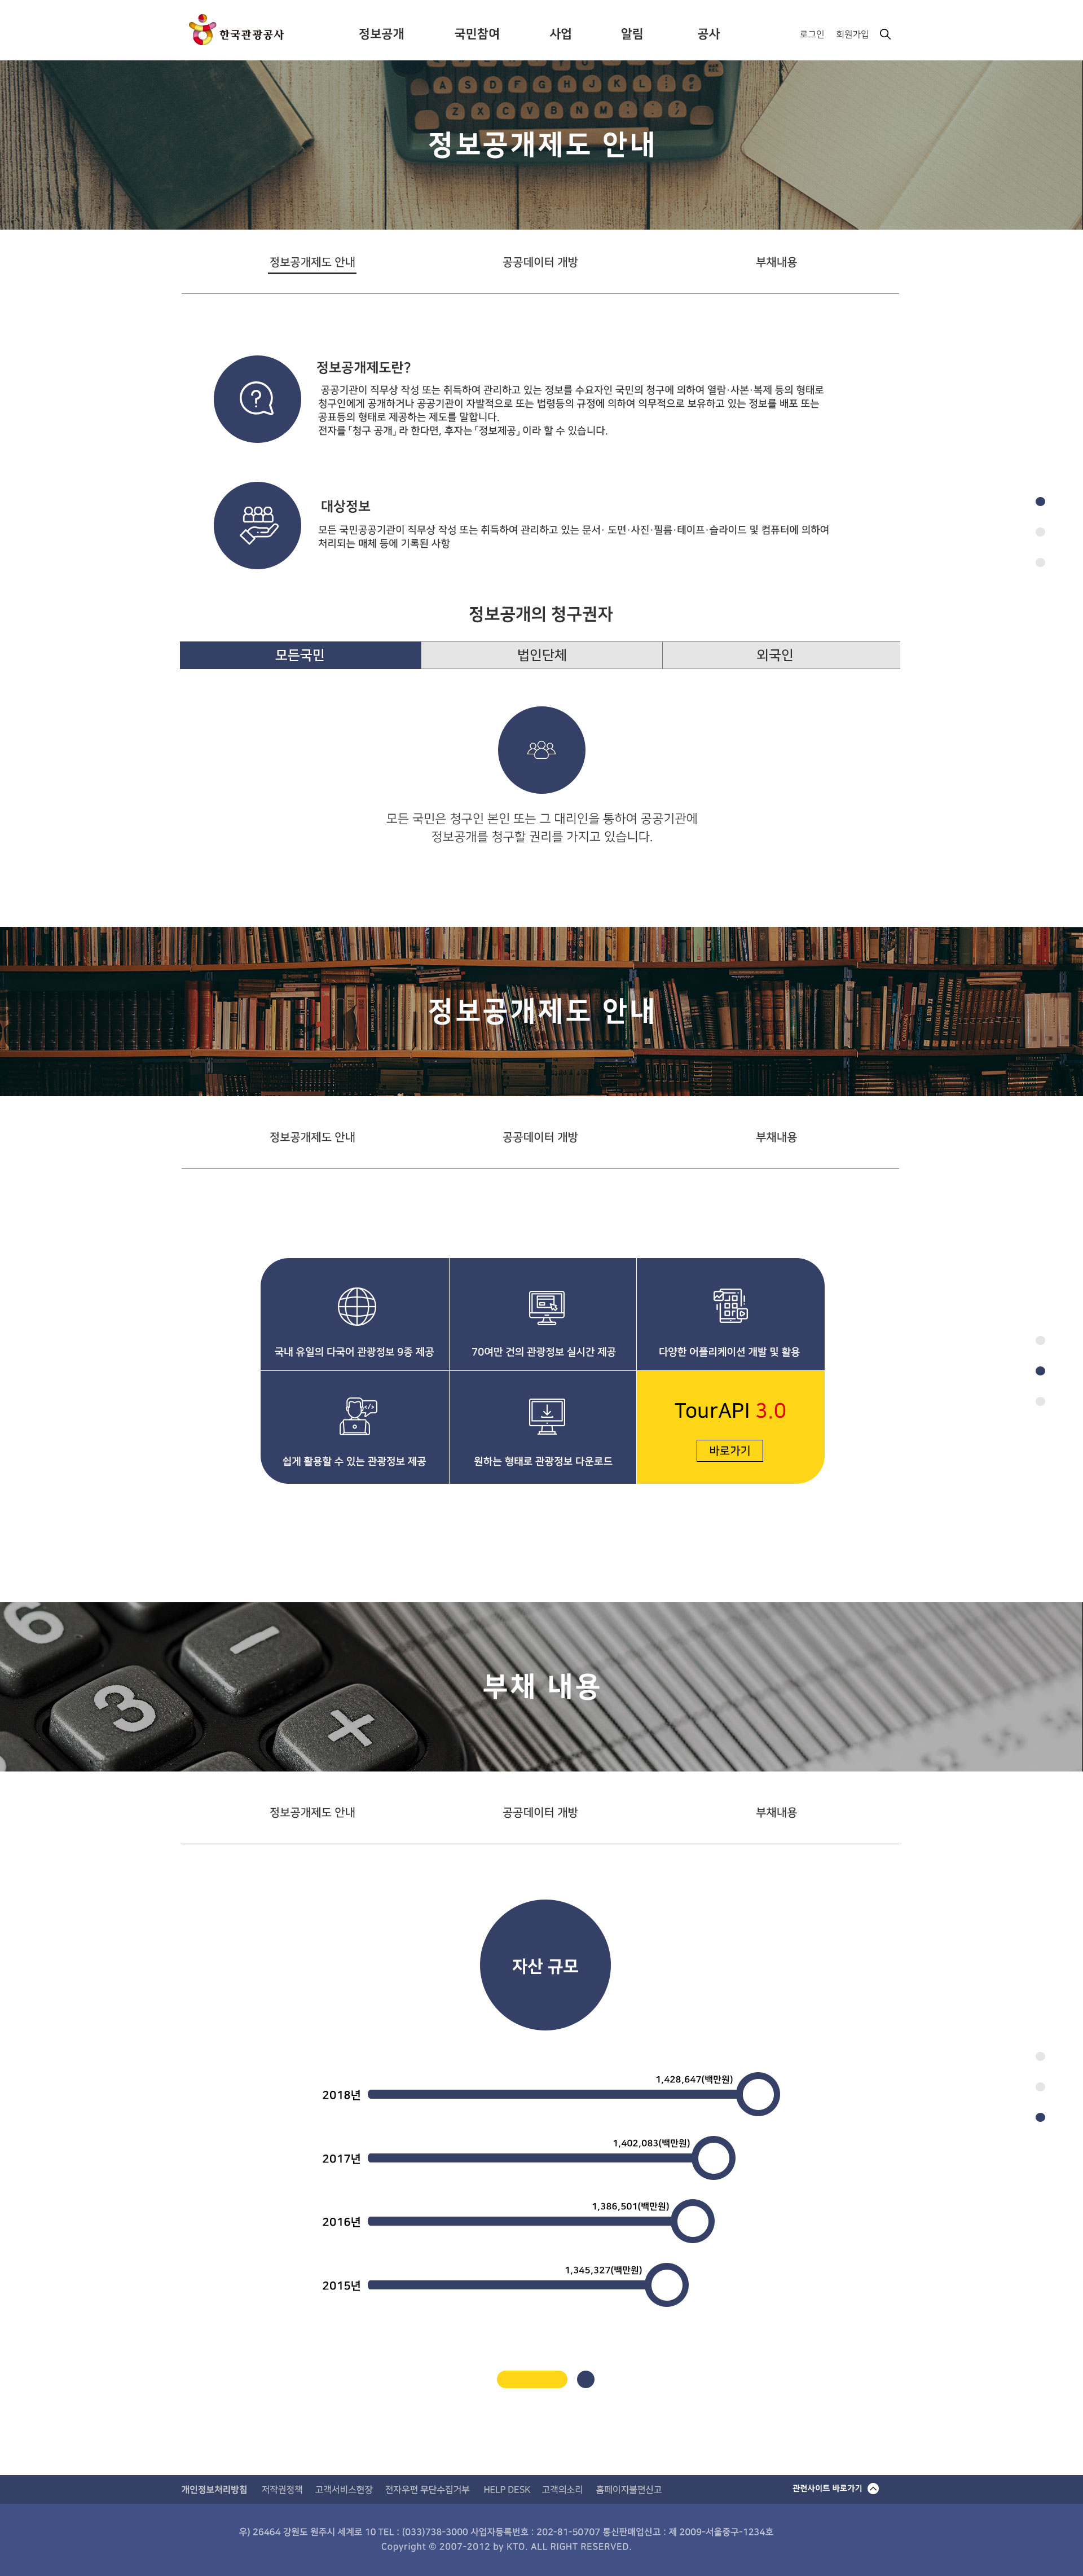 한국관광공사
정보공개 국민참여 사업 알림 공사
로그인 회원가입
정보공개제도 안내
정보공개제도 안내 공공데이터 개방 부채내용
정보공개제도란?
공공기관이 직무상 작성 또는 취득하여 관리하고 있는 정보를 수요자인 국민의 청구에 의하여 열람·사본·복제 등의 형태로
청구인에게 공개하거나 공공기관이 자발적으로 또는 법령등의 규정에 의하여 의무적으로 보유하고 있는 정보를 배포 또는
공표등의 형태로 제공하는 제도를 말합니다.
전자를 「청구 공개」 라 한다면, 후자는 「정보제공」 이라 할 수 있습니다.
대상정보
모든 국민공공기관이 직무상 작성 또는 취득하여 관리하고 있는 문서· 도면·사진·필름·테이프·슬라이드 및 컴퓨터에 의하여
처리되는 매체 등에 기록된 사항
정보공개의 청구권자
모든국민 법인단체 외국인
모든 국민은 청구인 본인 또는 그 대리인을 통하여 공공기관에
정보공개를 청구할 권리를 가지고 있습니다.
정보공개제도 안내
정보공개제도 안내 공공데이터 개방 부채내용
국내 유일의 다국어 관광정보 9종 제공
70여만 건의 관광정보 실시간 제공
다양한 어플리케이션 개발 및 활용
쉽게 활용할 수 있는 관광정보 제공
원하는 형태로 관광정보 다운로드
TourAPI 3.0
바로가기
부채 내용
정보공개제도 안내 공공데이터 개방 부채내용
자산 규모
1,428,647(백만원)
2018년
1,402,083(백만원)
2017년
1,386,501(백만원)
2016년
1,345,327(백만원)
2015년
개인정보처리방침 저작권정책 고객서비스현장 전자우편 무단수집거부 HELP DESK 고객의소리 홈페이지불편신고
관련사이트 바로가기
우) 26464 강원도 원주시 세계로 10 TEL : (033)738-3000 사업자등록번호 : 202-81-50707 통신판매업신고 : 제 2009-서울중구-1234호
Copyright © 2007-2012 by KTO. ALL RIGHT RESERVED.